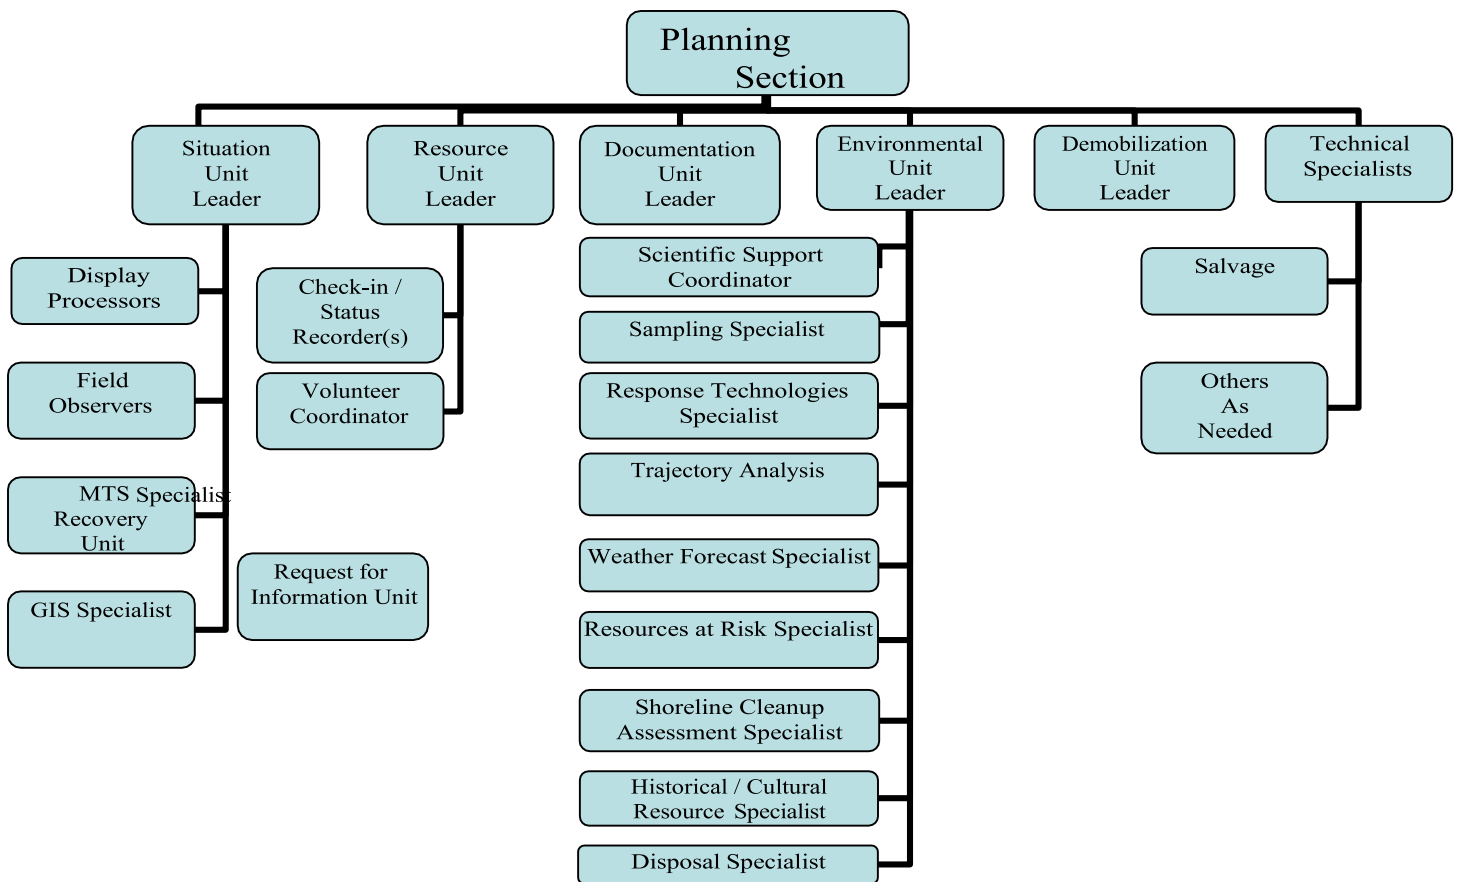 Planning
Section
Situation
Unit
Leader
Resource
Unit
Leader
Documentation
Unit
Leader
Environmental
Unit
Leader
Demobilization
Unit
Leader
Technical
Specialists
Display
Processors
Field
Observers
MTS Specialist
Recovery
Unit
GIS Specialist
Check-in /
Status
Recorder(s)
Volunteer
Coordinator
Request for
Information Unit
Scientific Support
Coordinator
Sampling Specialist
Response Technologies
Specialist
Trajectory Analysis
Weather Forecast Specialist
Resources at Risk Specialist
Shoreline Cleanup
Assessment Specialist
Historical / Cultural
Resource Specialist
Disposal Specialist
Salvage
Others
As
Needed